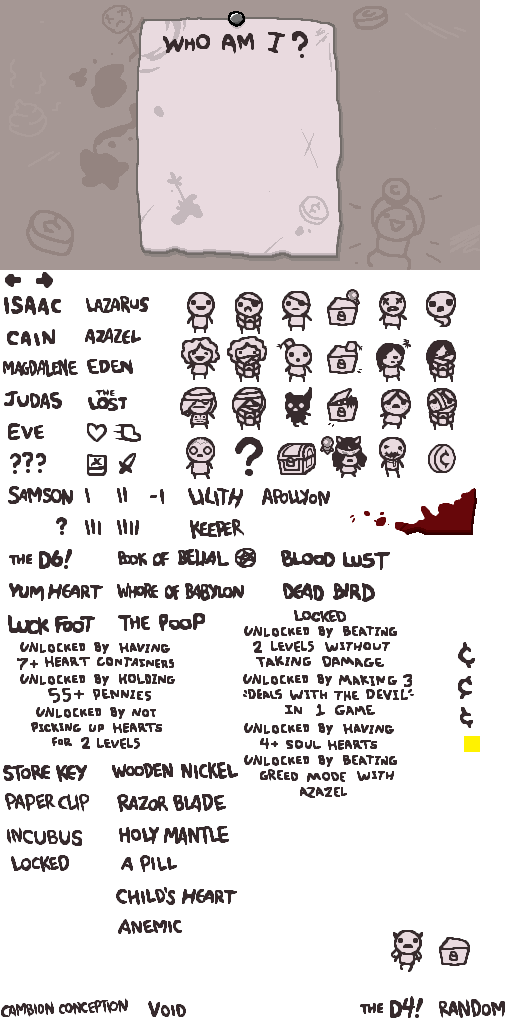 WHO AM I?
ISAAC LAZARUS
CAIN AZAZEL
MAGDALENE EDEN
JUDAS THE LOST
EVE
???
?
SAMSON I II -I LILITH APOLLYON
? III IIII KEEPER
THE D6! BOOK OF BELIAL BLOOD LUST
YUM HEART WHORE OF BABYLON DEAD BIRD
LUCK FOOT THE POOP
LOCKED
UNLOCKED BY HAVING
7+ HEART CONTAINERS
UNLOCKED BY HOLDING
55+ PENNIES
UNLOCKED BY NOT
PICKING UP HEARTS
FOR 2 LEVELS
UNLOCKED BY BEATING
2 LEVELS WITHOUT
TAKING DAMAGE
UNLOCKED BY MAKING 3
"DEALS WITH THE DEVIL"
IN 1 GAME
UNLOCKED BY HAVING
4+ SOUL HEARTS
UNLOCKED BY BEATING
GREED MODE WITH
AZAZEL
¢
¢
¢
STORE KEY WOODEN NICKEL
PAPER CLIP RAZOR BLADE
INCUBUS HOLY MANTLE
LOCKED A PILL
CHILD'S HEART
ANEMIC
CAMBION CONCEPTION VOID THE D4! RANDOM